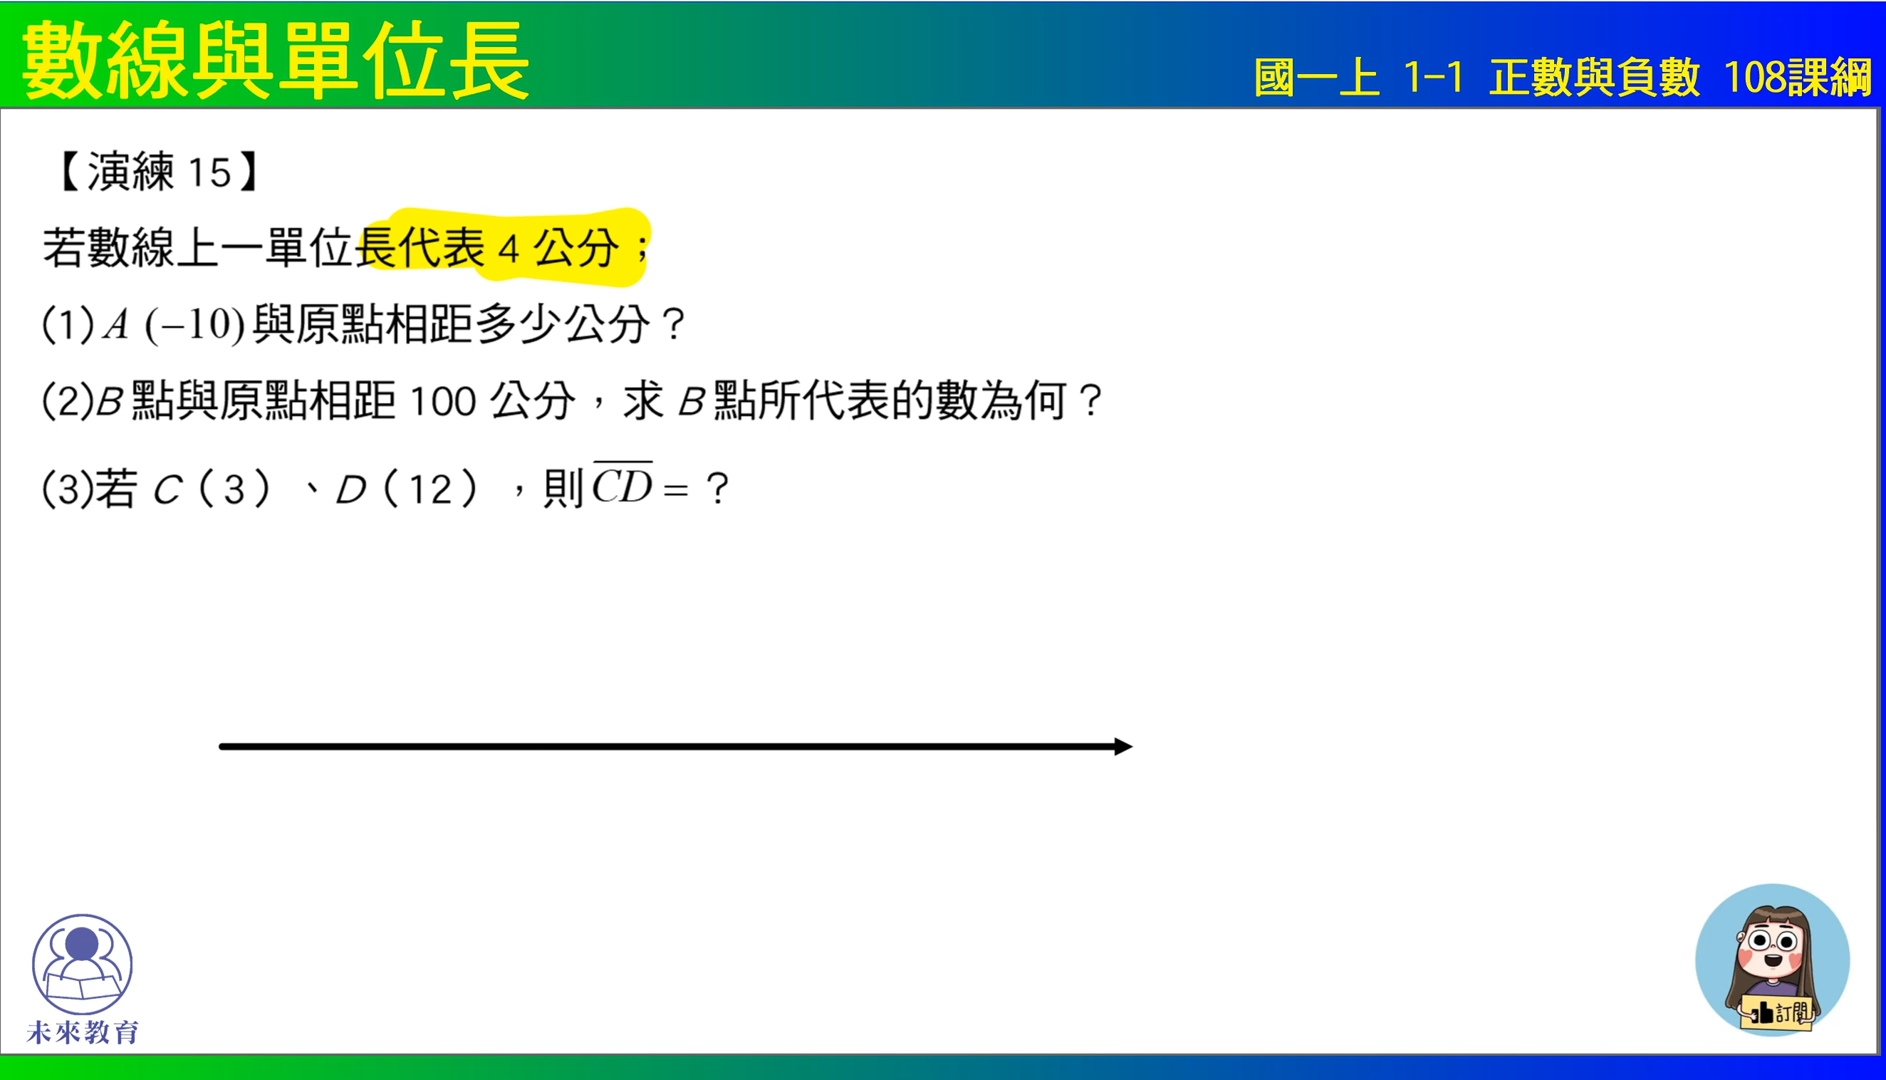 數線與單位長
國一上 1-1 正數與負數 108課綱
【演練 15】
若數線上一單位長代表 4 公分；
(1) A (−10) 與原點相距多少公分？
(2)B 點與原點相距 100 公分，求 B 點所代表的數為何？
(3)若 C（3）、D（12），則 \overline{CD} = ？
訂閱
未來教育